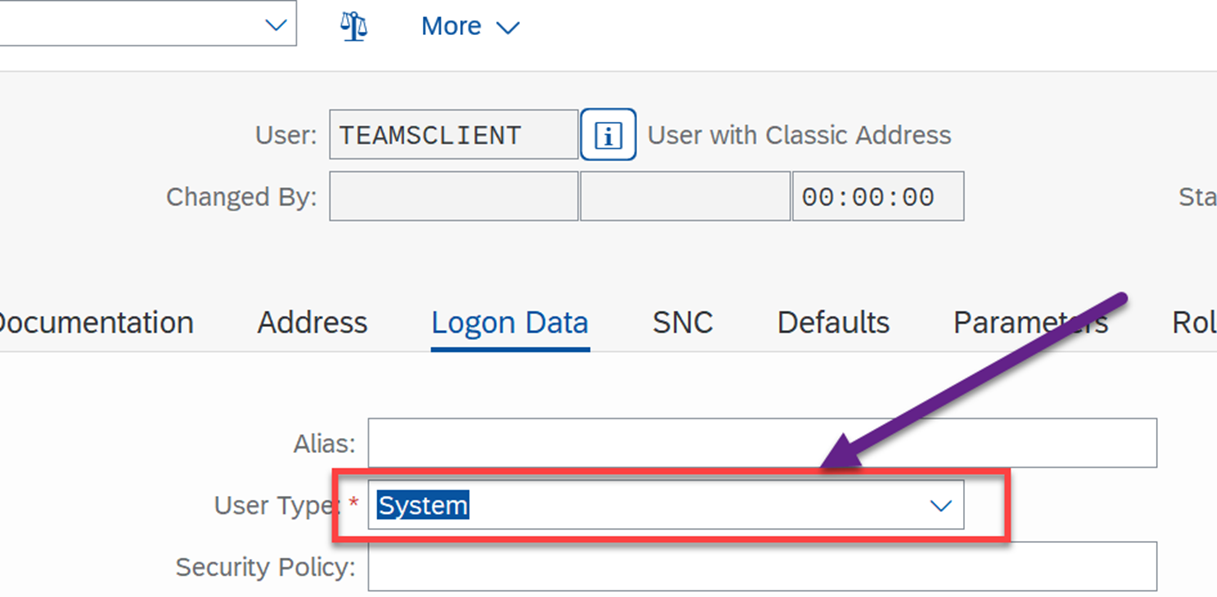 More
User: TEAMSCLIENT User with Classic Address
Changed By: 00:00:00 Sta
Documentation Address Logon Data SNC Defaults Parameters Rol
Alias:
User Type: * System
Security Policy: